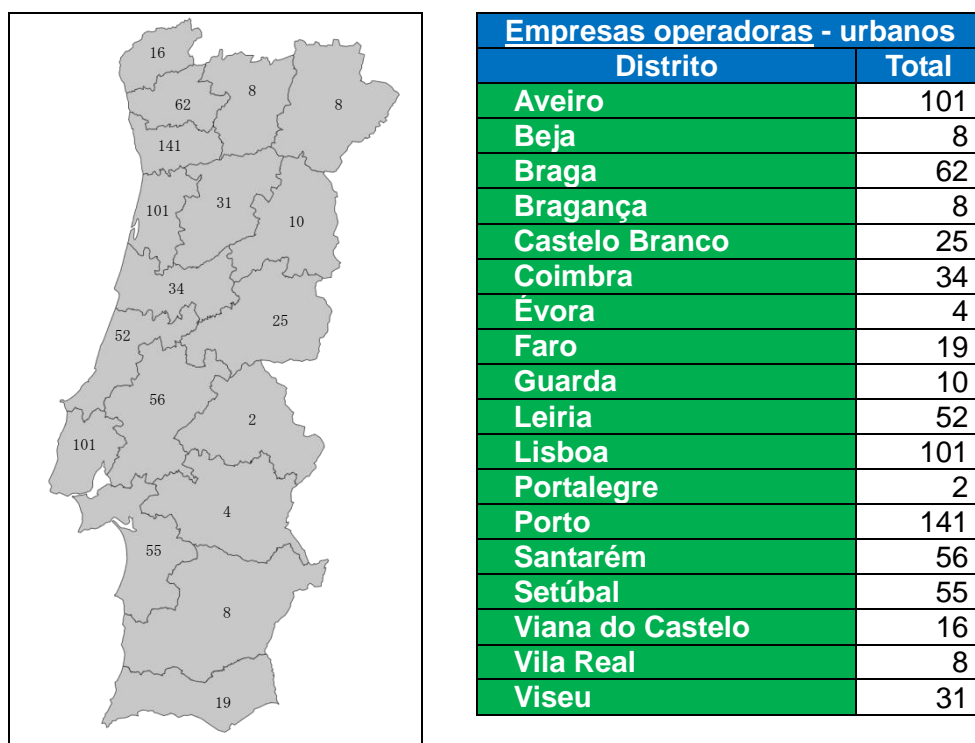 16
8
8
62
141
31
101
10
34
25
52
56
2
101
4
55
8
19
Empresas operadoras - urbanos
Distrito Total
Aveiro 101
Beja 8
Braga 62
Bragança 8
Castelo Branco 25
Coimbra 34
Évora 4
Faro 19
Guarda 10
Leiria 52
Lisboa 101
Portalegre 2
Porto 141
Santarém 56
Setúbal 55
Viana do Castelo 16
Vila Real 8
Viseu 31